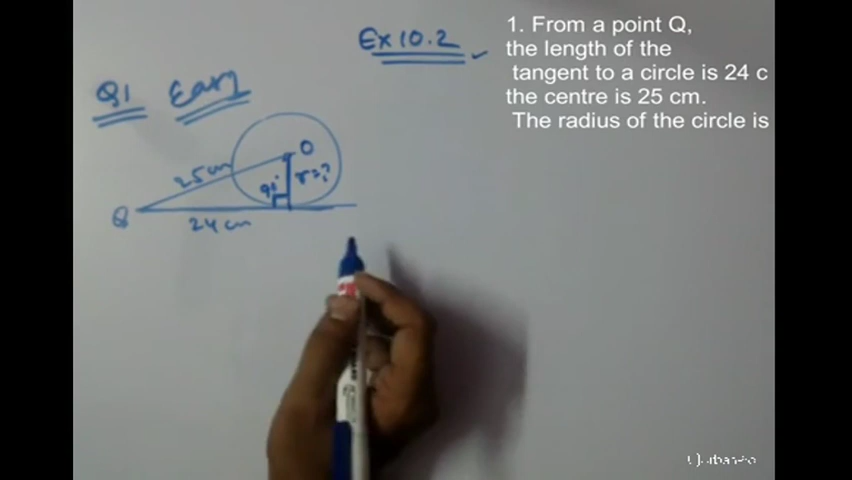 Ex 10.2
1. From a point Q,
the length of the
tangent to a circle is 24 c
the centre is 25 cm.
The radius of the circle is
Q1 Easy
O
25cm
90°
r=?
Q
24 cm